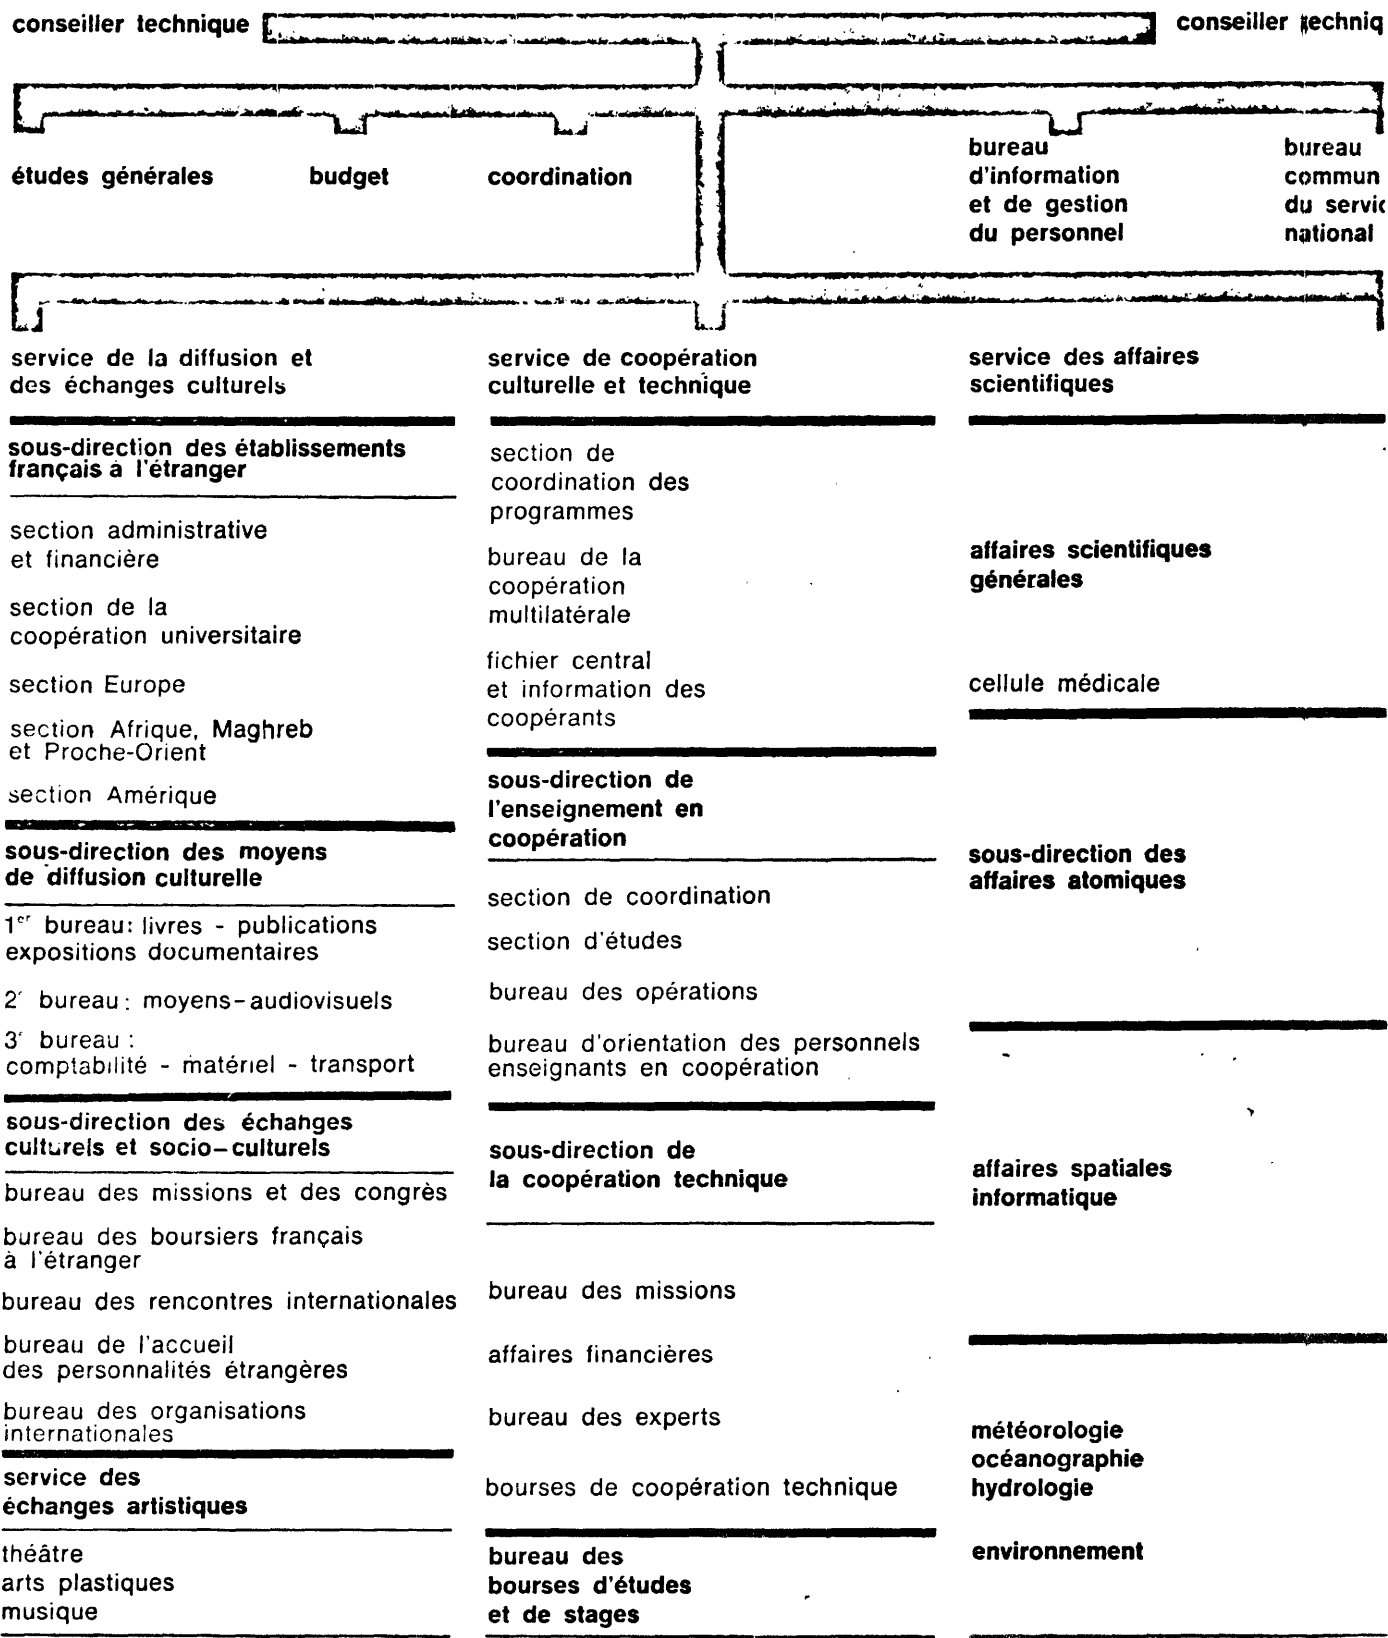 conseiller technique
conseiller techniq
études générales
budget
coordination
bureau
d'information
et de gestion
du personnel
bureau
commun
du servic
national
service de la diffusion et
des échanges culturels
sous-direction des établissements
français à l'étranger
section administrative
et financière
section de la
coopération universitaire
section Europe
section Afrique, Maghreb
et Proche-Orient
section Amérique
sous-direction des moyens
de diffusion culturelle
1er bureau: livres - publications
expositions documentaires
2e bureau : moyens-audiovisuels
3e bureau :
comptabilité - matériel - transport
sous-direction des échanges
culturels et socio-culturels
bureau des missions et des congrès
bureau des boursiers français
à l'étranger
bureau des rencontres internationales
bureau de l'accueil
des personnalités étrangères
bureau des organisations
internationales
service des
échanges artistiques
théâtre
arts plastiques
musique
service de coopération
culturelle et technique
section de
coordination des
programmes
bureau de la
coopération
multilatérale
fichier central
et information des
coopérants
sous-direction de
l'enseignement en
coopération
section de coordination
section d'études
bureau des opérations
bureau d'orientation des personnels
enseignants en coopération
sous-direction de
la coopération technique
bureau des missions
affaires financières
bureau des experts
bourses de coopération technique
bureau des
bourses d'études
et de stages
service des affaires
scientifiques
affaires scientifiques
générales
cellule médicale
sous-direction des
affaires atomiques
affaires spatiales
informatique
météorologie
océanographie
hydrologie
environnement